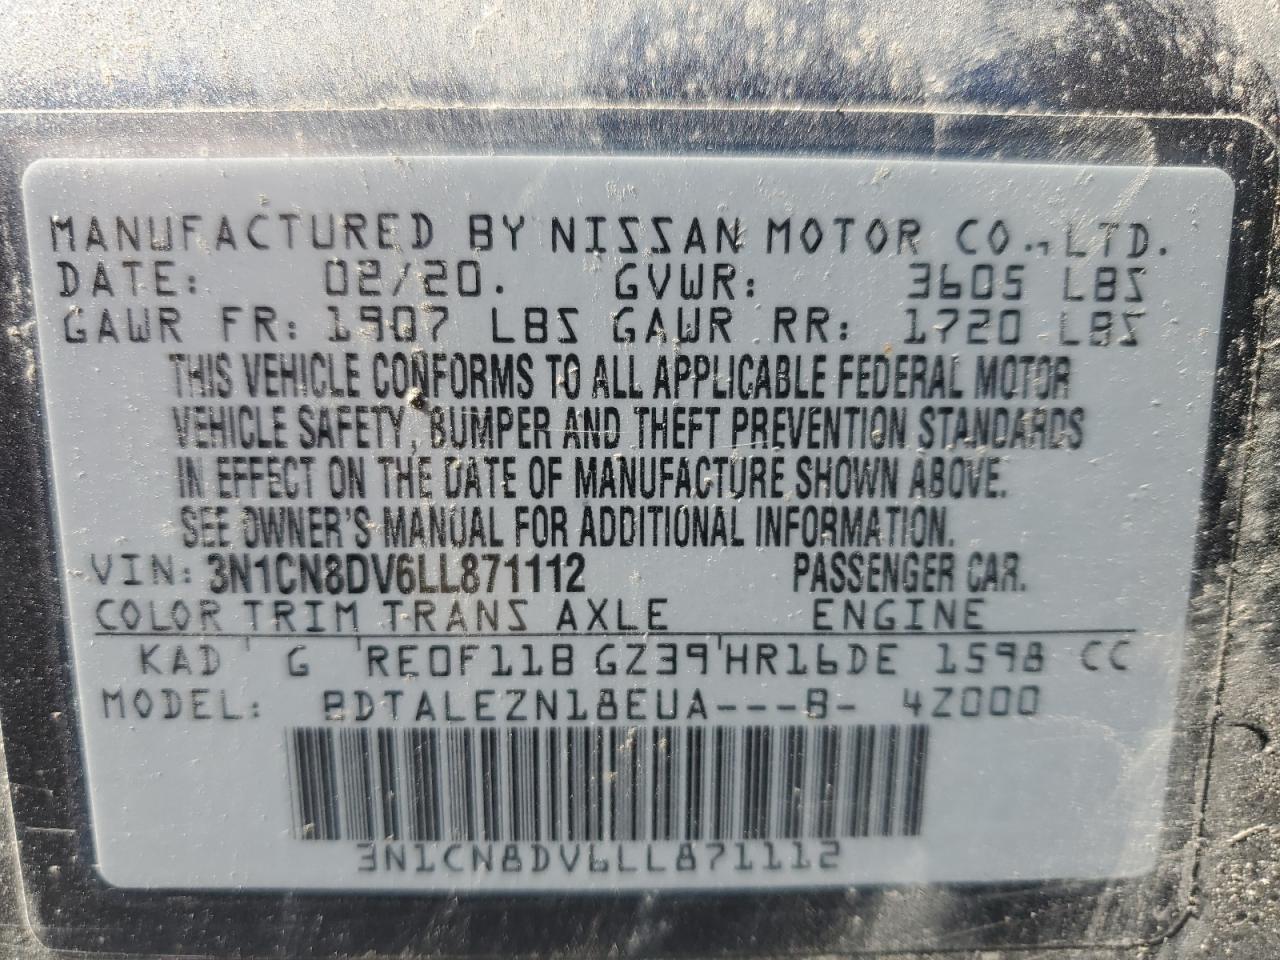 MANUFACTURED BY NISSAN MOTOR CO., LTD.
DATE: 02/20. GVWR: 3605 LBS
GAWR FR: 1907 LBS GAWR RR: 1720 LBS
THIS VEHICLE CONFORMS TO ALL APPLICABLE FEDERAL MOTOR
VEHICLE SAFETY, BUMPER AND THEFT PREVENTION STANDARDS
IN EFFECT ON THE DATE OF MANUFACTURE SHOWN ABOVE.
SEE OWNER'S MANUAL FOR ADDITIONAL INFORMATION.
VIN: 3N1CN8DV6LL871112 PASSENGER CAR.
COLOR TRIM TRANS AXLE ENGINE
KAD G RE0F11B GZ39 HR16DE 1598 CC
MODEL: BDTALEZN18EUA---B- 4Z000
3N1CN8DV6LL871112